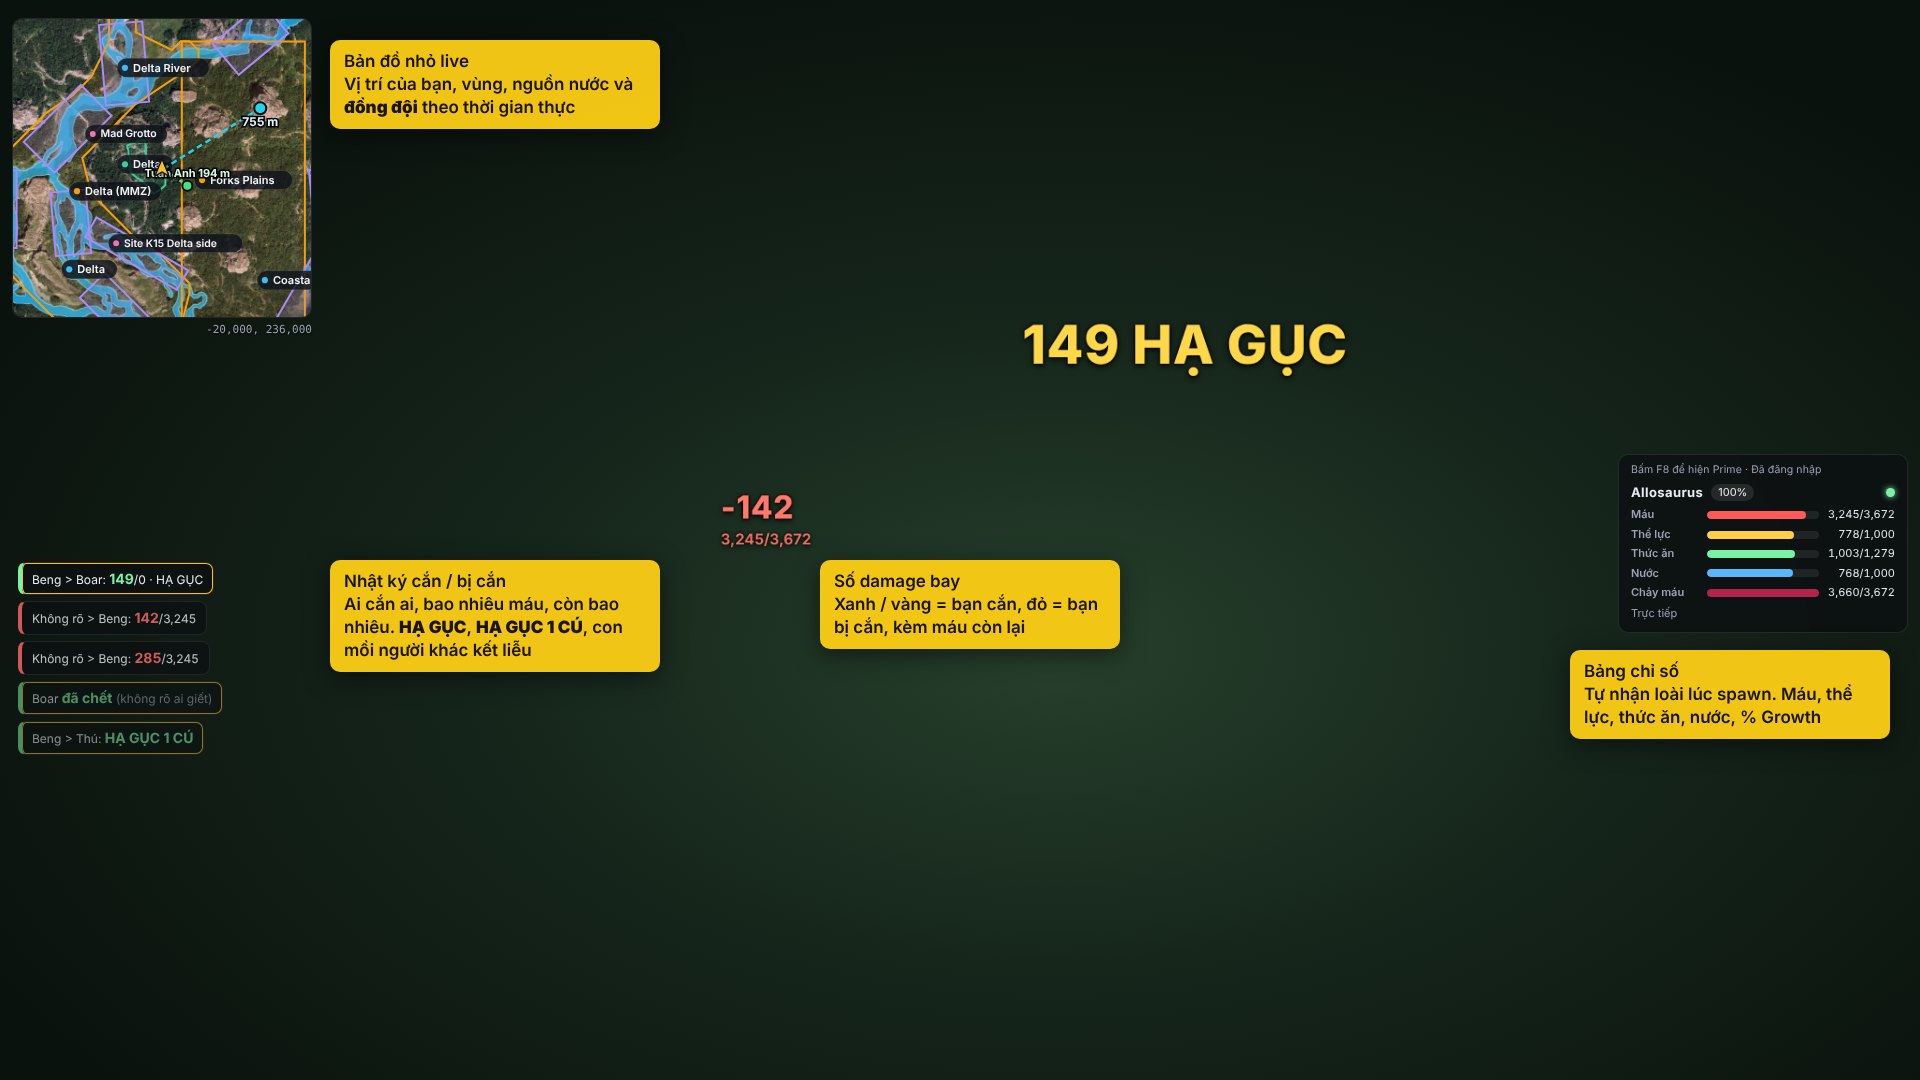 Delta River
755 m
Mad Grotto
Delta
Tuấn Anh 194 m
Forks Plains
Delta (MMZ)
Site K15 Delta side
Delta
Coasta
-20,000, 236,000
Bản đồ nhỏ live
Vị trí của bạn, vùng, nguồn nước và
đồng đội theo thời gian thực
149 HẠ GỤC
-142
3,245/3,672
Beng > Boar: 149/0 · HẠ GỤC
Không rõ > Beng: 142/3,245
Không rõ > Beng: 285/3,245
Boar đã chết (không rõ ai giết)
Beng > Thú: HẠ GỤC 1 CÚ
Nhật ký cắn / bị cắn
Ai cắn ai, bao nhiêu máu, còn bao
nhiêu. HẠ GỤC, HẠ GỤC 1 CÚ, con
mồi người khác kết liễu
Số damage bay
Xanh / vàng = bạn cắn, đỏ = bạn
bị cắn, kèm máu còn lại
Bấm F8 để hiện Prime · Đã đăng nhập
Allosaurus 100%
Máu 3,245/3,672
Thể lực 778/1,000
Thức ăn 1,003/1,279
Nước 768/1,000
Chảy máu 3,660/3,672
Trực tiếp
Bảng chỉ số
Tự nhận loài lúc spawn. Máu, thể
lực, thức ăn, nước, % Growth